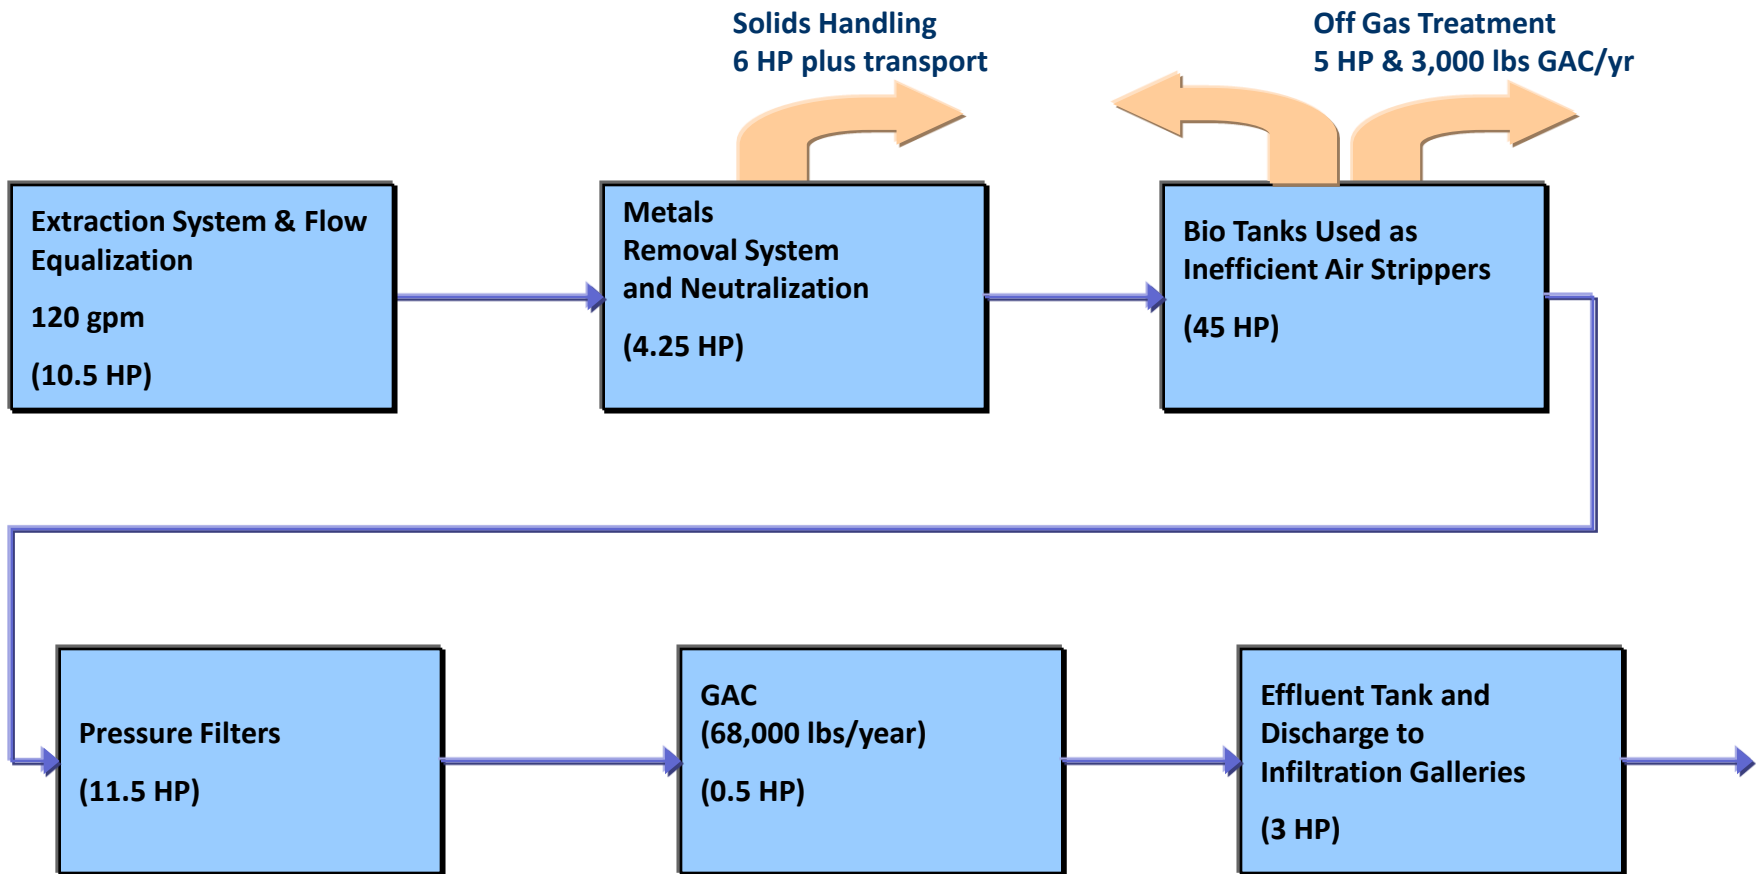 Solids Handling
6 HP plus transport
Off Gas Treatment
5 HP & 3,000 lbs GAC/yr
Extraction System & Flow
Equalization
120 gpm
(10.5 HP)
Metals
Removal System
and Neutralization
(4.25 HP)
Bio Tanks Used as
Inefficient Air Strippers
(45 HP)
Pressure Filters
(11.5 HP)
GAC
(68,000 lbs/year)
(0.5 HP)
Effluent Tank and
Discharge to
Infiltration Galleries
(3 HP)